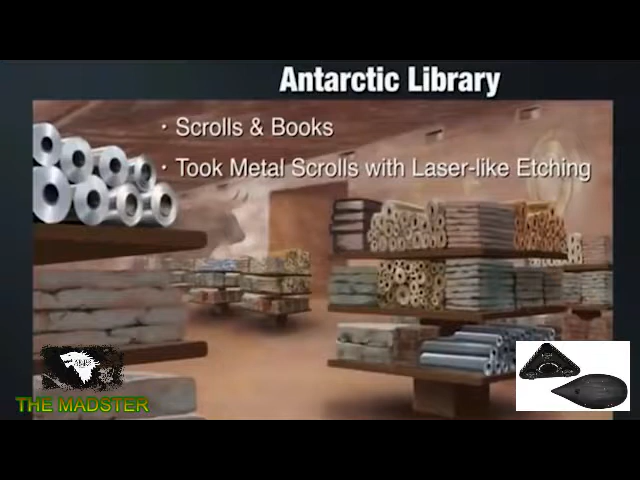 Antarctic Library
· Scrolls & Books
· Took Metal Scrolls with Laser-like Etching
THE MADSTER